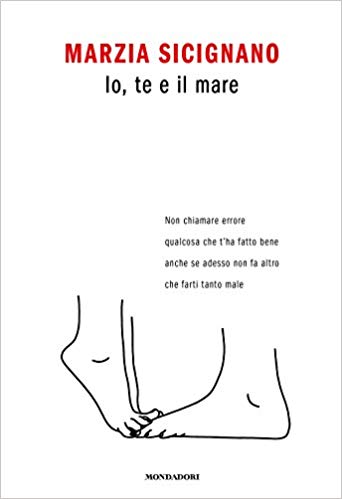 MARZIA SICIGNANO
Io, te e il mare
Non chiamare errore
qualcosa che t'ha fatto bene
anche se adesso non fa altro
che farti tanto male
MONDADORI